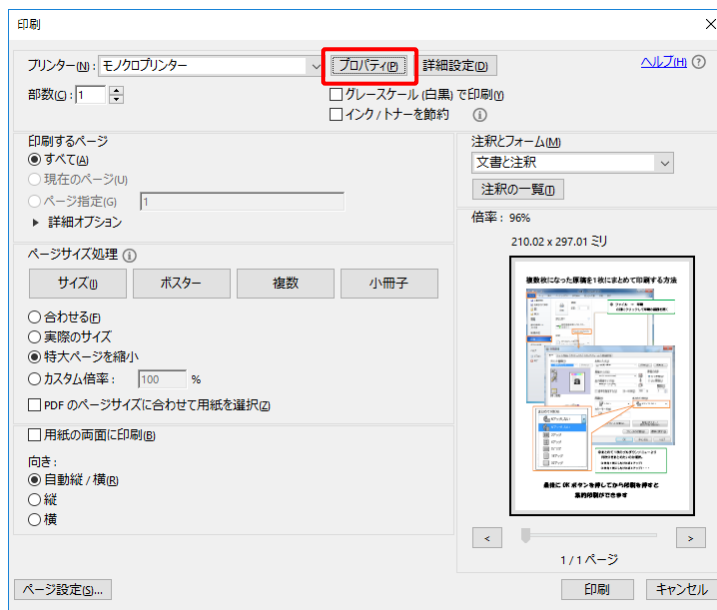 印刷
プリンター(N): モノクロプリンター プロパティ(P) 詳細設定(D) ヘルプ(H)
部数(C): 1 グレースケール (白黒) で印刷(Y)
インク / トナーを節約
印刷するページ
すべて(A)
現在のページ(U)
ページ指定(G) 1
詳細オプション
ページサイズ処理
サイズ(I) ポスター 複数 小冊子
合わせる(F)
実際のサイズ
特大ページを縮小
カスタム倍率: 100 %
PDF のページサイズに合わせて用紙を選択(Z)
用紙の両面に印刷(B)
向き:
自動縦 / 横(R)
縦
横
注釈とフォーム(M)
文書と注釈
注釈の一覧(T)
倍率: 96%
210.02 x 297.01 ミリ
複数枚になった原稿を1枚にまとめて印刷する方法
最後に OK ボタンを押してから印刷を押すと
集約印刷ができます
< >
1 / 1 ページ
ページ設定(S)... 印刷 キャンセル